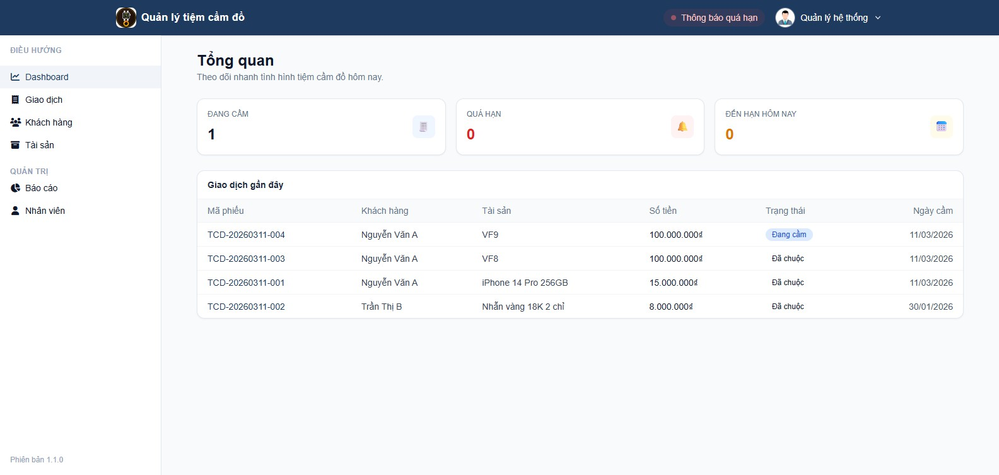 Quản lý tiệm cầm đồ
Thông báo quá hạn
Quản lý hệ thống
ĐIỀU HƯỚNG
Dashboard
Giao dịch
Khách hàng
Tài sản
QUẢN TRỊ
Báo cáo
Nhân viên
Phiên bản 1.1.0
Tổng quan
Theo dõi nhanh tình hình tiệm cầm đồ hôm nay.
ĐANG CẦM
1
QUÁ HẠN
0
ĐẾN HẠN HÔM NAY
0
Giao dịch gần đây
Mã phiếu Khách hàng Tài sản Số tiền Trạng thái Ngày cầm
TCD-20260311-004 Nguyễn Văn A VF9 100.000.000₫ Đang cầm 11/03/2026
TCD-20260311-003 Nguyễn Văn A VF8 100.000.000₫ Đã chuộc 11/03/2026
TCD-20260311-001 Nguyễn Văn A iPhone 14 Pro 256GB 15.000.000₫ Đã chuộc 11/03/2026
TCD-20260311-002 Trần Thị B Nhẫn vàng 18K 2 chỉ 8.000.000₫ Đã chuộc 30/01/2026